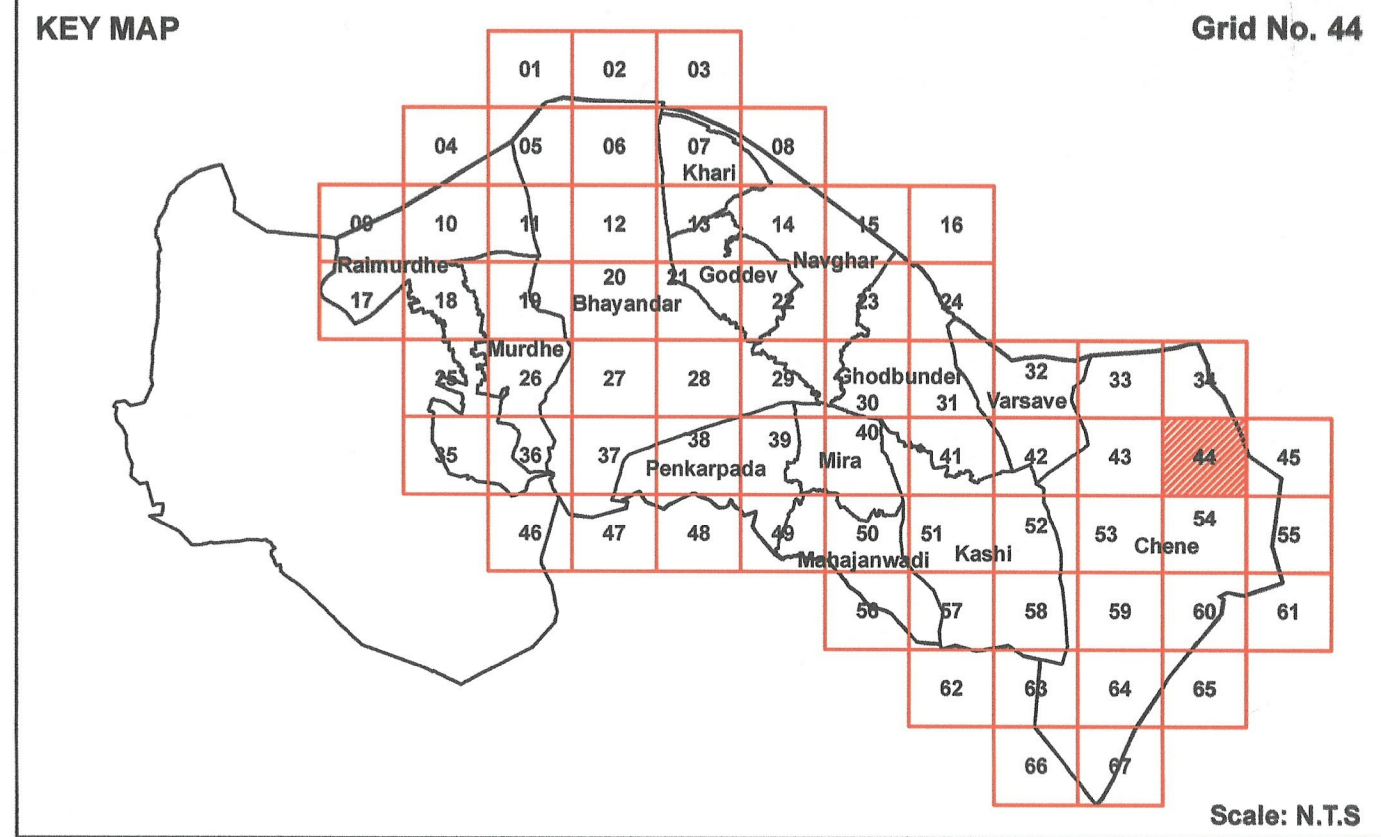 KEY MAP Grid No. 44
01 02 03
04 05 06 07 08
Khari
09 10 11 12 13 14 15 16
Raimurdhe Goddev Navghar
17 18 19 20 21 22 23 24
Bhayandar
Murdhe
25 26 27 28 29 30 31 32 33 34
Ghodbunder Varsave
35 36 37 38 39 40 41 42 43 44 45
Penkarpada Mira
46 47 48 49 50 51 52 53 54 55
Mahajanwadi Kashi Chene
56 57 58 59 60 61
62 63 64 65
66 67
Scale: N.T.S